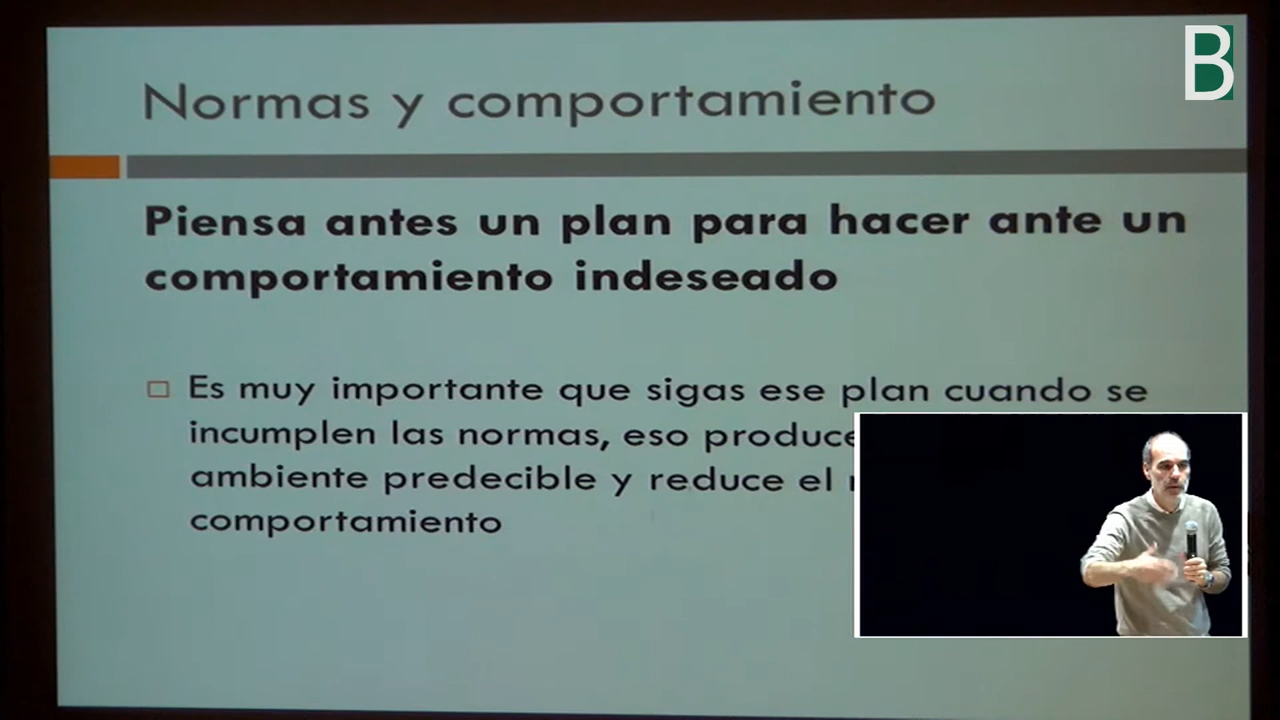 B
Normas y comportamiento
Piensa antes un plan para hacer ante un
comportamiento indeseado
Es muy importante que sigas ese plan cuando se
incumplen las normas, eso produce
ambiente predecible y reduce el
comportamiento